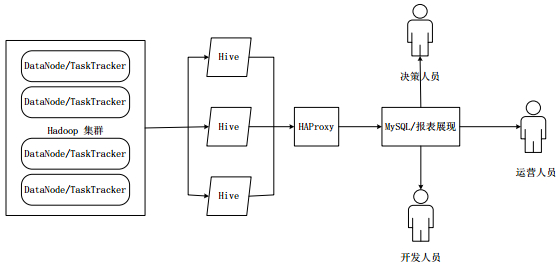 DataNode/TaskTracker
DataNode/TaskTracker
Hadoop 集群
DataNode/TaskTracker
DataNode/TaskTracker
Hive
Hive
Hive
HAProxy
MySQL/报表展现
决策人员
运营人员
开发人员